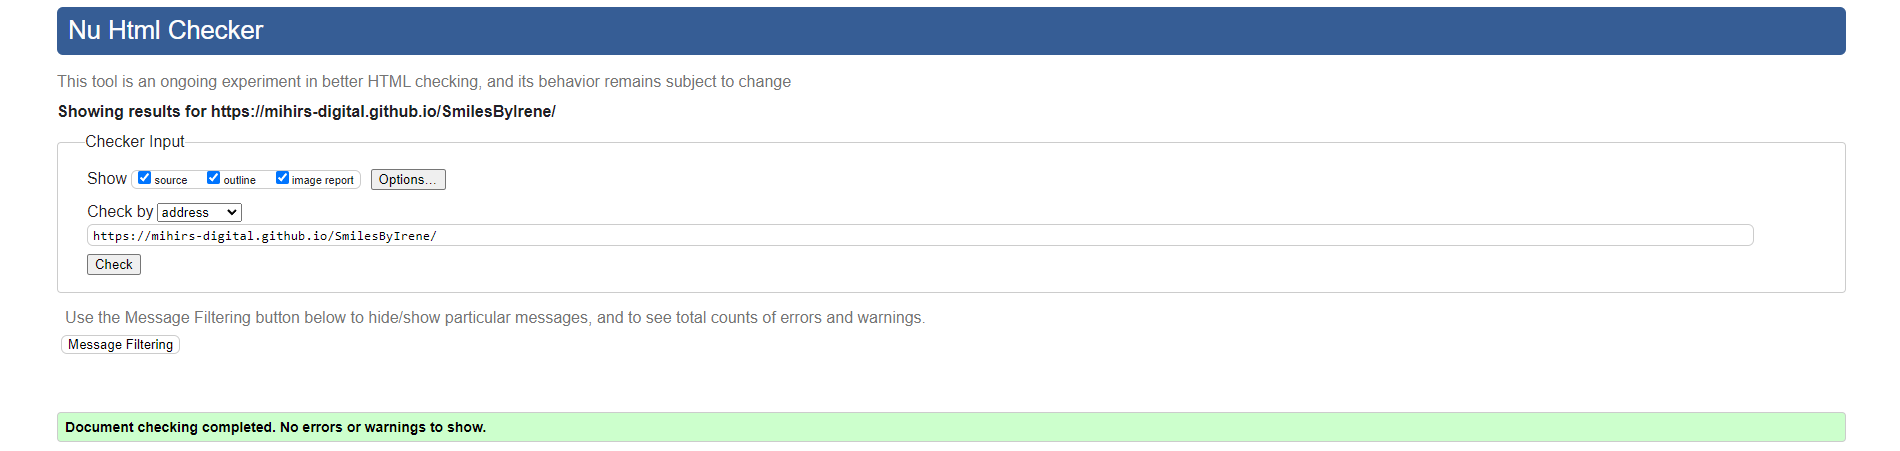 Nu Html Checker
This tool is an ongoing experiment in better HTML checking, and its behavior remains subject to change
Showing results for https://mihirs-digital.github.io/SmilesByIrene/
Checker Input
Show source outline image report Options...
Check by address
https://mihirs-digital.github.io/SmilesByIrene/
Check
Use the Message Filtering button below to hide/show particular messages, and to see total counts of errors and warnings.
Message Filtering
Document checking completed. No errors or warnings to show.